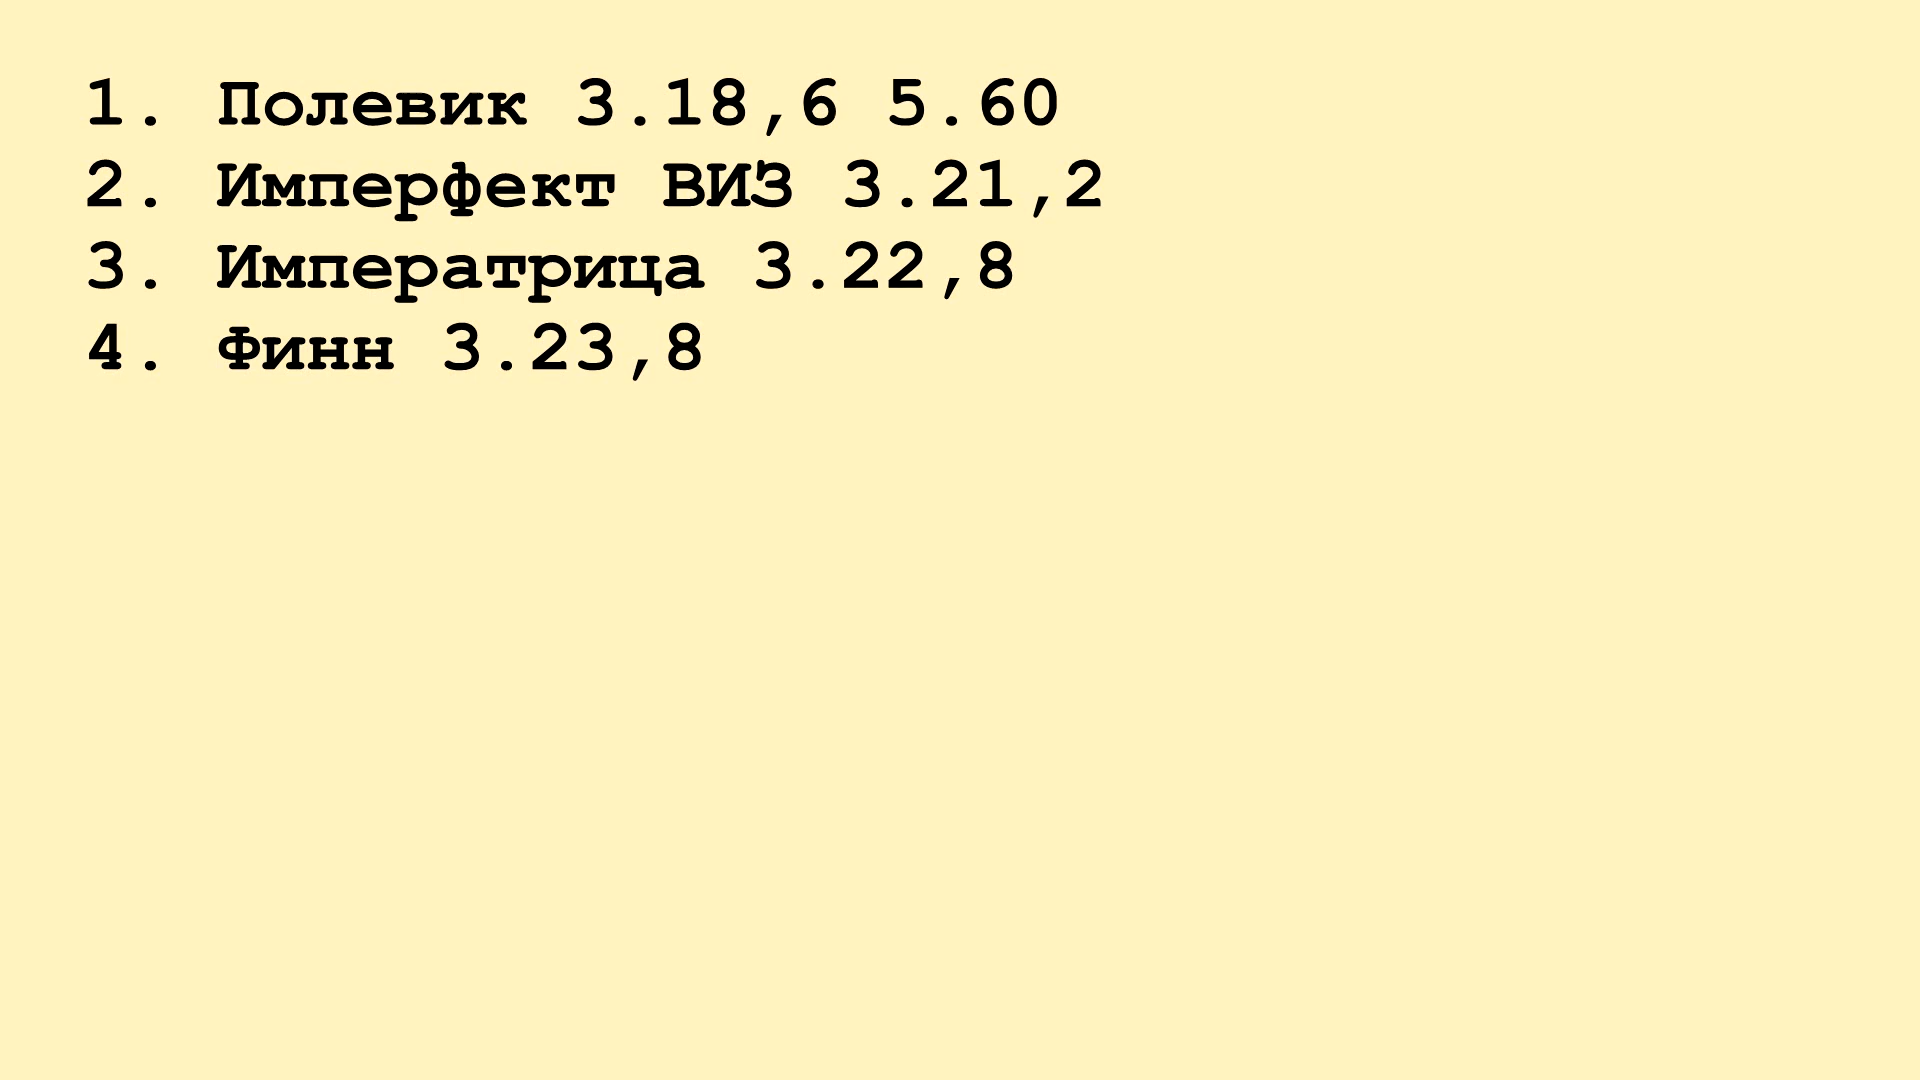 1. Полевик 3.18,6 5.60
2. Имперфект ВИЗ 3.21,2
3. Императрица 3.22,8
4. Финн 3.23,8